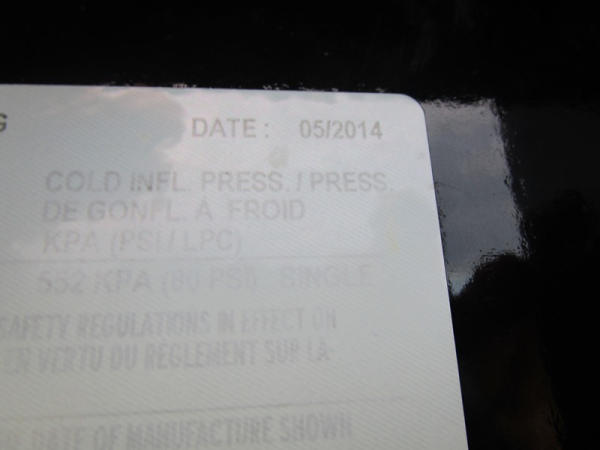 G DATE: 05/2014
COLD INFL. PRESS. / PRESS.
DE GONFL. À FROID
KPA (PSI / LPC)
552 KPA (80 PSI) SINGLE
SAFETY REGULATIONS IN EFFECT ON
EN VERTU DU REGLEMENT SUR LA
DATE OF MANUFACTURE SHOWN